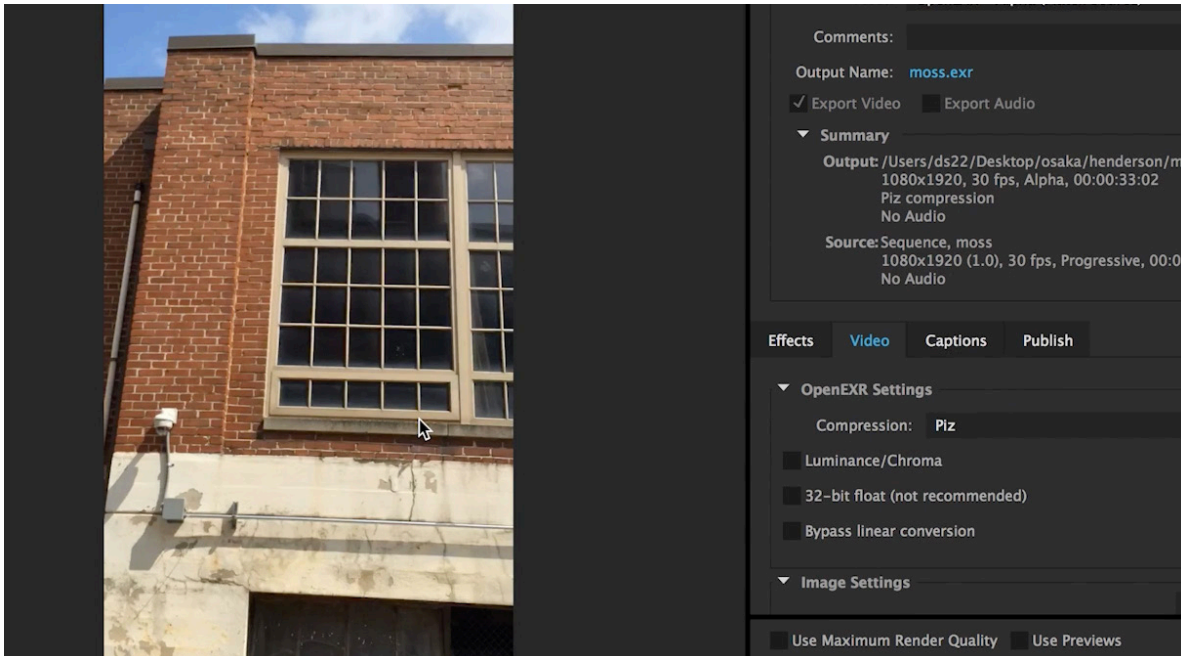 Comments:
Output Name: moss.exr
Export Video Export Audio
Summary
Output: /Users/ds22/Desktop/osaka/henderson/m
1080x1920, 30 fps, Alpha, 00:00:33:02
Piz compression
No Audio
Source: Sequence, moss
1080x1920 (1.0), 30 fps, Progressive, 00:0
No Audio
Effects Video Captions Publish
OpenEXR Settings
Compression: Piz
Luminance/Chroma
32-bit float (not recommended)
Bypass linear conversion
Image Settings
Use Maximum Render Quality Use Previews